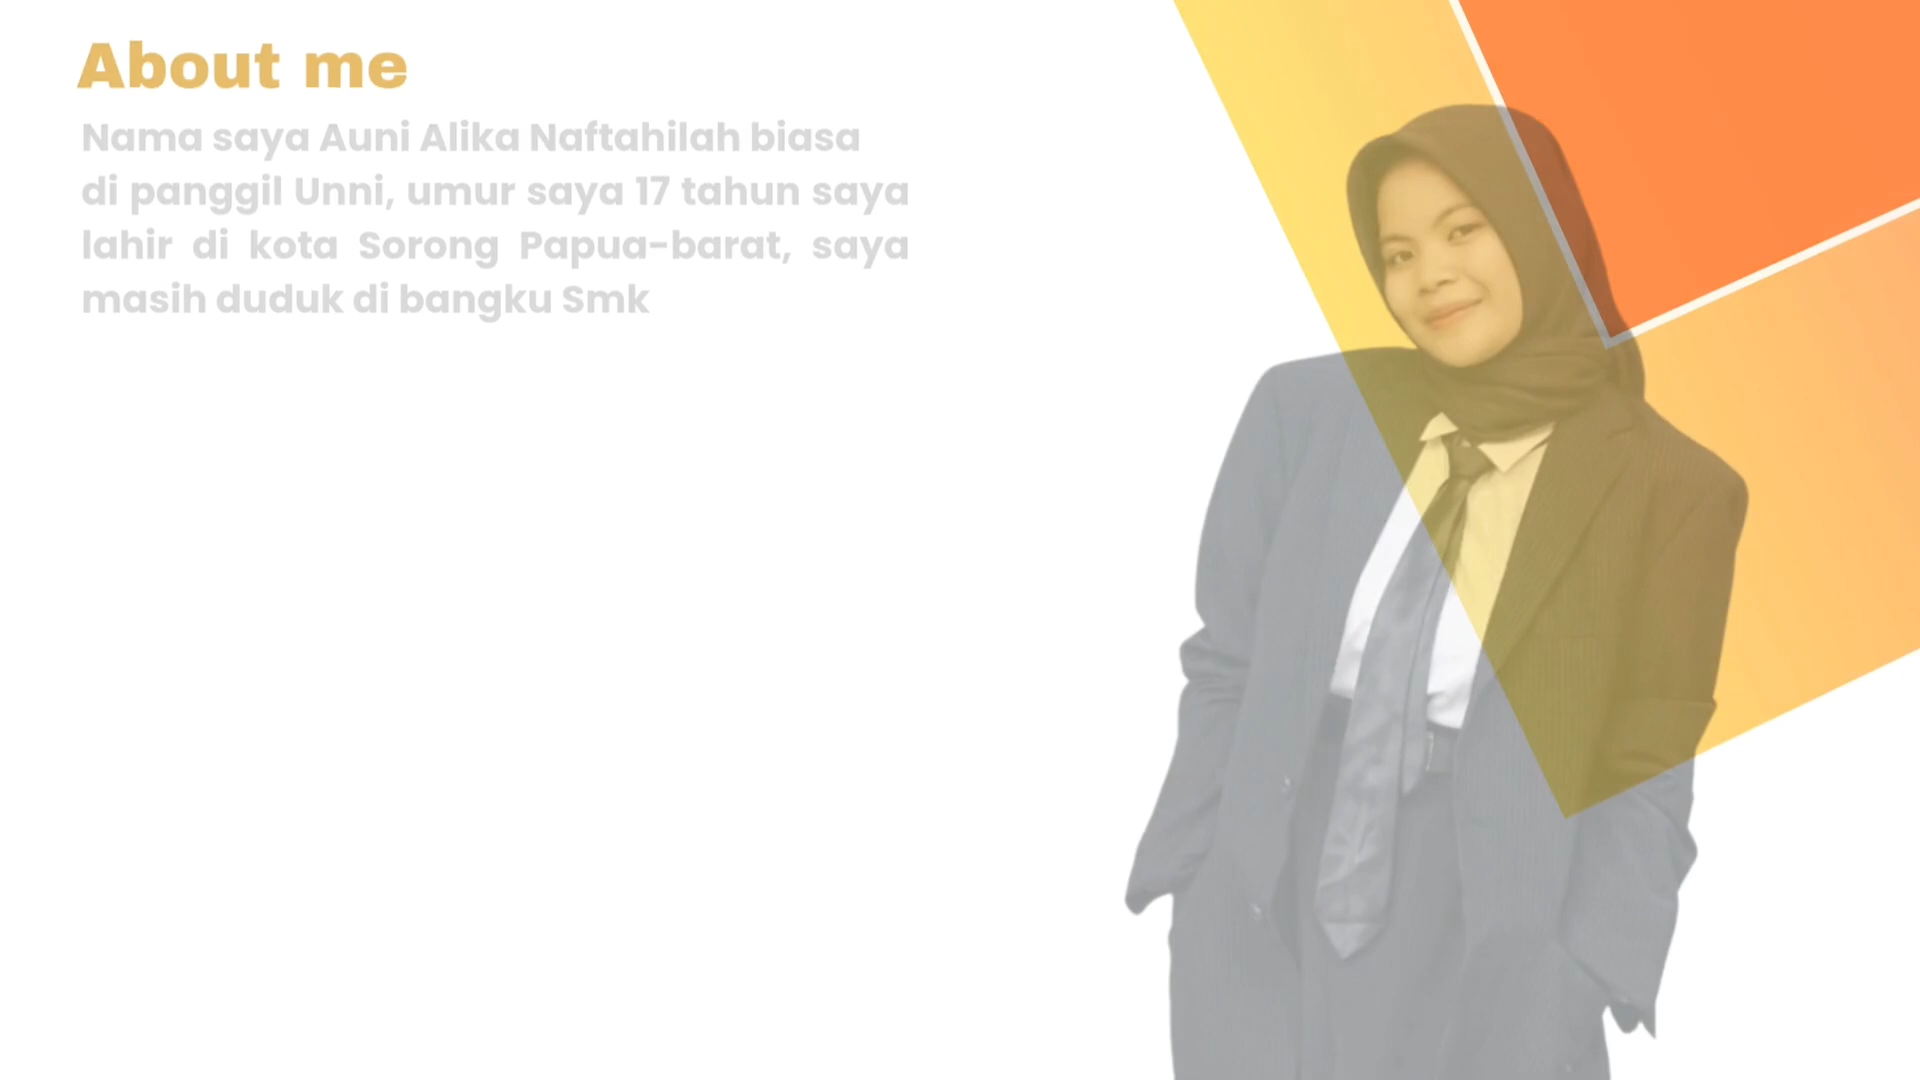 About me
Nama saya Auni Alika Naftahilah biasa
di panggil Unni, umur saya 17 tahun saya
lahir di kota Sorong Papua-barat, saya
masih duduk di bangku Smk